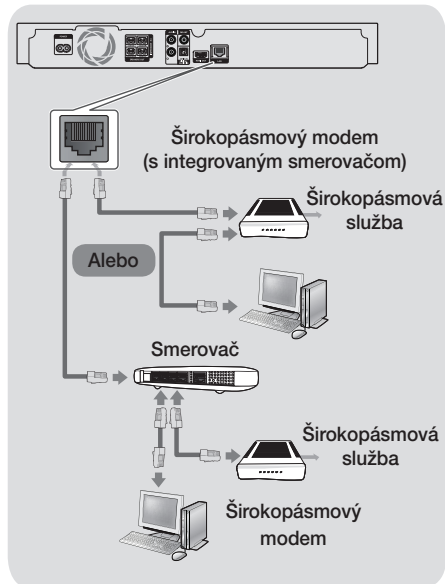 Širokopásmový modem
(s integrovaným smerovačom)
Širokopásmová
služba
Alebo
Smerovač
Širokopásmová
služba
Širokopásmový
modem